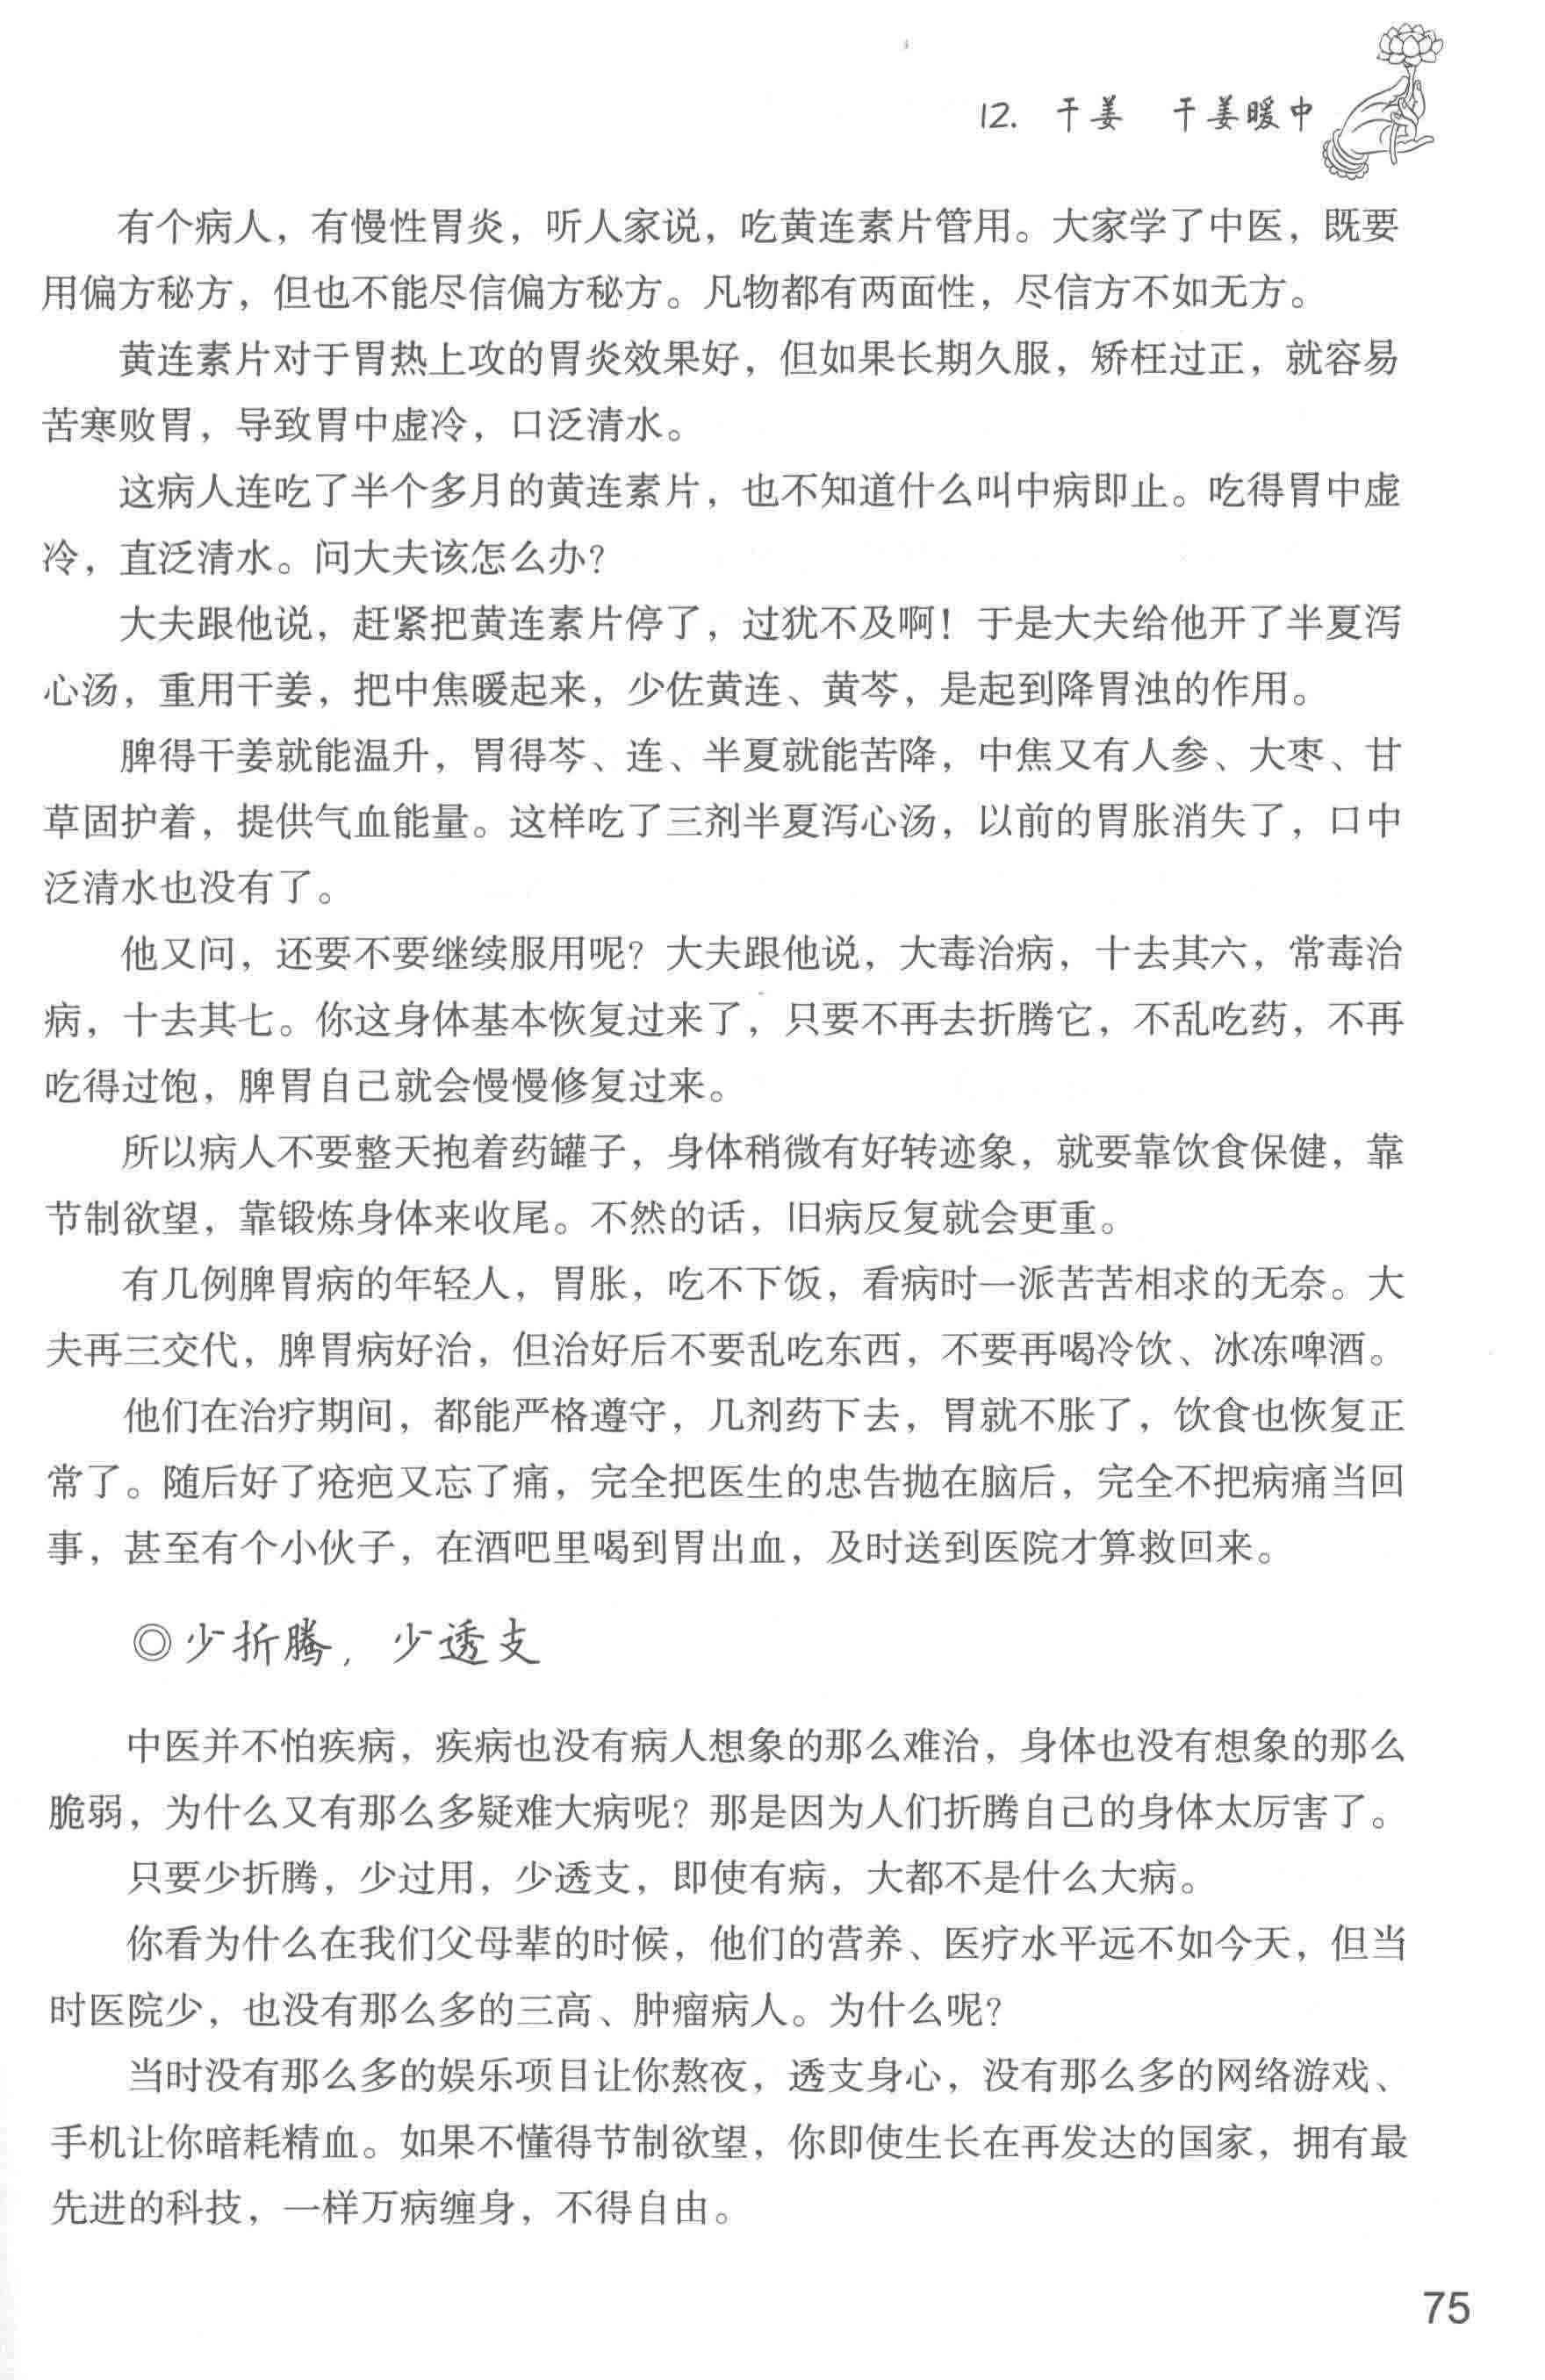 12. 干姜 干姜暖中
有个病人，有慢性胃炎，听人家说，吃黄连素片管用。大家学了中医，既要
用偏方秘方，但也不能尽信偏方秘方。凡物都有两面性，尽信方不如无方。
黄连素片对于胃热上攻的胃炎效果好，但如果长期久服，矫枉过正，就容易
苦寒败胃，导致胃中虚冷，口泛清水。
这病人连吃了半个多月的黄连素片，也不知道什么叫中病即止。吃得胃中虚
冷，直泛清水。问大夫该怎么办？
大夫跟他说，赶紧把黄连素片停了，过犹不及啊！于是大夫给他开了半夏泻
心汤，重用干姜，把中焦暖起来，少佐黄连、黄芩，是起到降胃浊的作用。
脾得干姜就能温升，胃得芩、连、半夏就能苦降，中焦又有人参、大枣、甘
草固护着，提供气血能量。这样吃了三剂半夏泻心汤，以前的胃胀消失了，口中
泛清水也没有了。
他又问，还要不要继续服用呢？大夫跟他说，大毒治病，十去其六，常毒治
病，十去其七。你这身体基本恢复过来了，只要不再去折腾它，不乱吃药，不再
吃得过饱，脾胃自己就会慢慢修复过来。
所以病人不要整天抱着药罐子，身体稍微有好转迹象，就要靠饮食保健，靠
节制欲望，靠锻炼身体来收尾。不然的话，旧病反复就会更重。
有几例脾胃病的年轻人，胃胀，吃不下饭，看病时一派苦苦相求的无奈。大
夫再三交代，脾胃病好治，但治好后不要乱吃东西，不要再喝冷饮、冰冻啤酒。
他们在治疗期间，都能严格遵守，几剂药下去，胃就不胀了，饮食也恢复正
常了。随后好了疮疤又忘了痛，完全把医生的忠告抛在脑后，完全不把病痛当回
事，甚至有个小伙子，在酒吧里喝到胃出血，及时送到医院才算救回来。
◎少折腾，少透支
中医并不怕疾病，疾病也没有病人想象的那么难治，身体也没有想象的那么
脆弱，为什么又有那么多疑难大病呢？那是因为人们折腾自己的身体太厉害了。
只要少折腾，少过用，少透支，即使有病，大都不是什么大病。
你看为什么在我们父母辈的时候，他们的营养、医疗水平远不如今天，但当
时医院少，也没有那么多的三高、肿瘤病人。为什么呢？
当时没有那么多的娱乐项目让你熬夜，透支身心，没有那么多的网络游戏、
手机让你暗耗精血。如果不懂得节制欲望，你即使生长在再发达的国家，拥有最
先进的科技，一样万病缠身，不得自由。
75